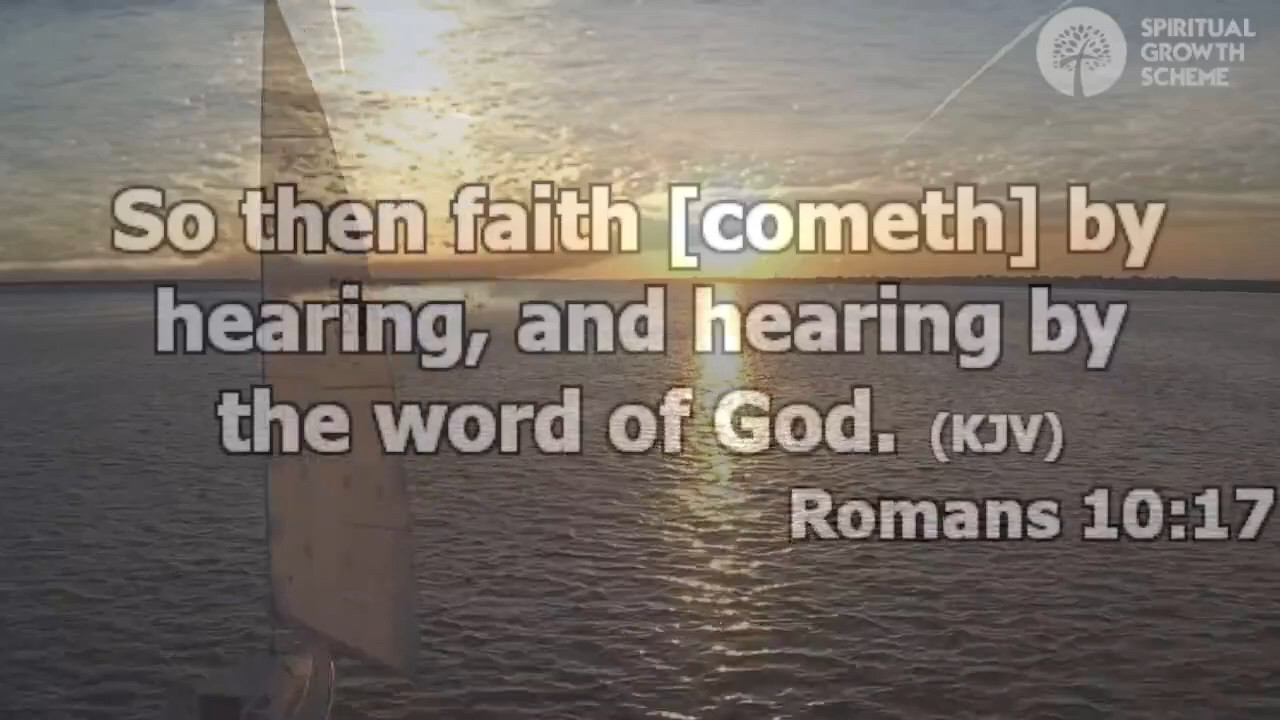 SPIRITUAL
GROWTH
SCHEME
So then faith [cometh] by
hearing, and hearing by
the word of God. (KJV)
Romans 10:17